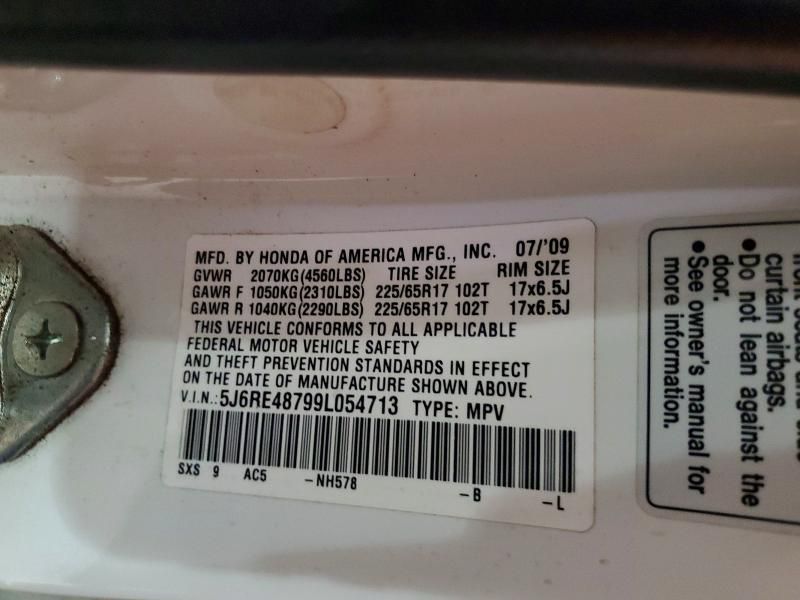 MFD. BY HONDA OF AMERICA MFG., INC. 07/'09
GVWR 2070KG(4560LBS) TIRE SIZE RIM SIZE
GAWR F 1050KG(2310LBS) 225/65R17 102T 17x6.5J
GAWR R 1040KG(2290LBS) 225/65R17 102T 17x6.5J
THIS VEHICLE CONFORMS TO ALL APPLICABLE
FEDERAL MOTOR VEHICLE SAFETY
AND THEFT PREVENTION STANDARDS IN EFFECT
ON THE DATE OF MANUFACTURE SHOWN ABOVE.
V.I.N.: 5J6RE48799L054713 TYPE: MPV
SXS 9 AC5 -NH578 -B -L
curtain airbags.
•Do not lean against the
door.
•See owner's manual for
more information.